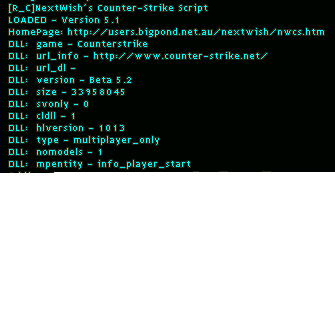 [R_C]NextWish's Counter-Strike Script
LOADED - Version 5.1
HomePage: http://users.bigpond.net.au/nextwish/nwcs.htm
DLL: game - Counterstrike
DLL: url_info - http://www.counter-strike.net/
DLL: url_dl -
DLL: version - Beta 5.2
DLL: size - 33958045
DLL: svonly - 0
DLL: cldll - 1
DLL: hlversion - 1013
DLL: type - multiplayer_only
DLL: nomodels - 1
DLL: mpentity - info_player_start